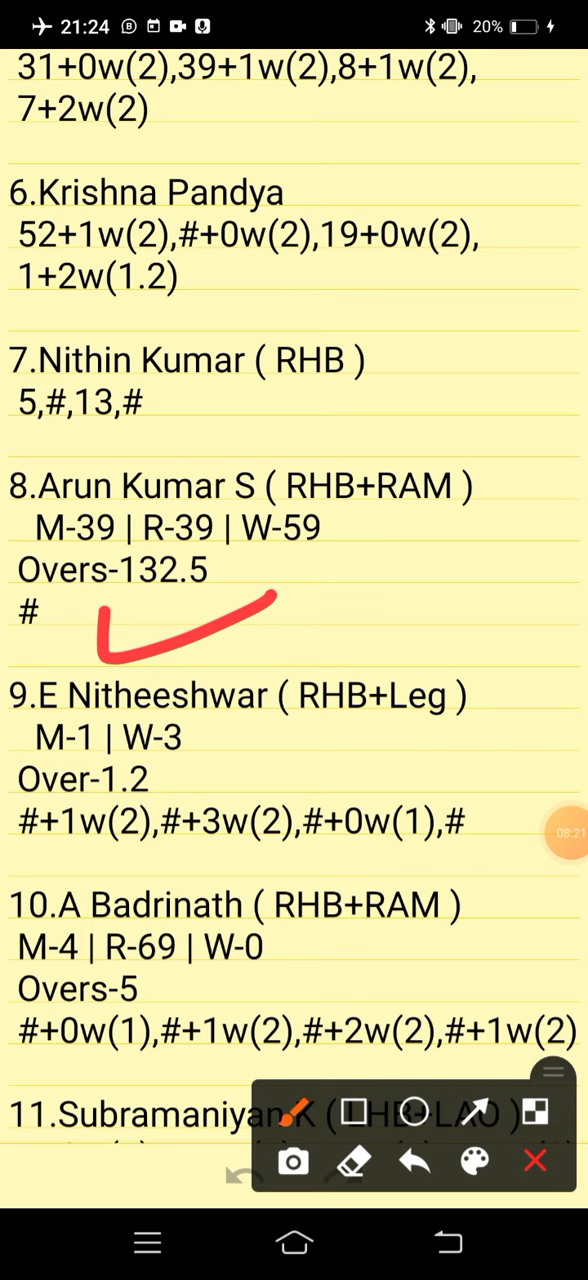 21:24
20%
31+0w(2),39+1w(2),8+1w(2),
7+2w(2)
6.Krishna Pandya
52+1w(2),#+0w(2),19+0w(2),
1+2w(1.2)
7.Nithin Kumar ( RHB )
5,#,13,#
8.Arun Kumar S ( RHB+RAM )
M-39 | R-39 | W-59
Overs-132.5
#
9.E Nitheeshwar ( RHB+Leg )
M-1 | W-3
Over-1.2
#+1w(2),#+3w(2),#+0w(1),#
08:21
10.A Badrinath ( RHB+RAM )
M-4 | R-69 | W-0
Overs-5
#+0w(1),#+1w(2),#+2w(2),#+1w(2)
11.Subramaniyan K ( LHB+LAO )